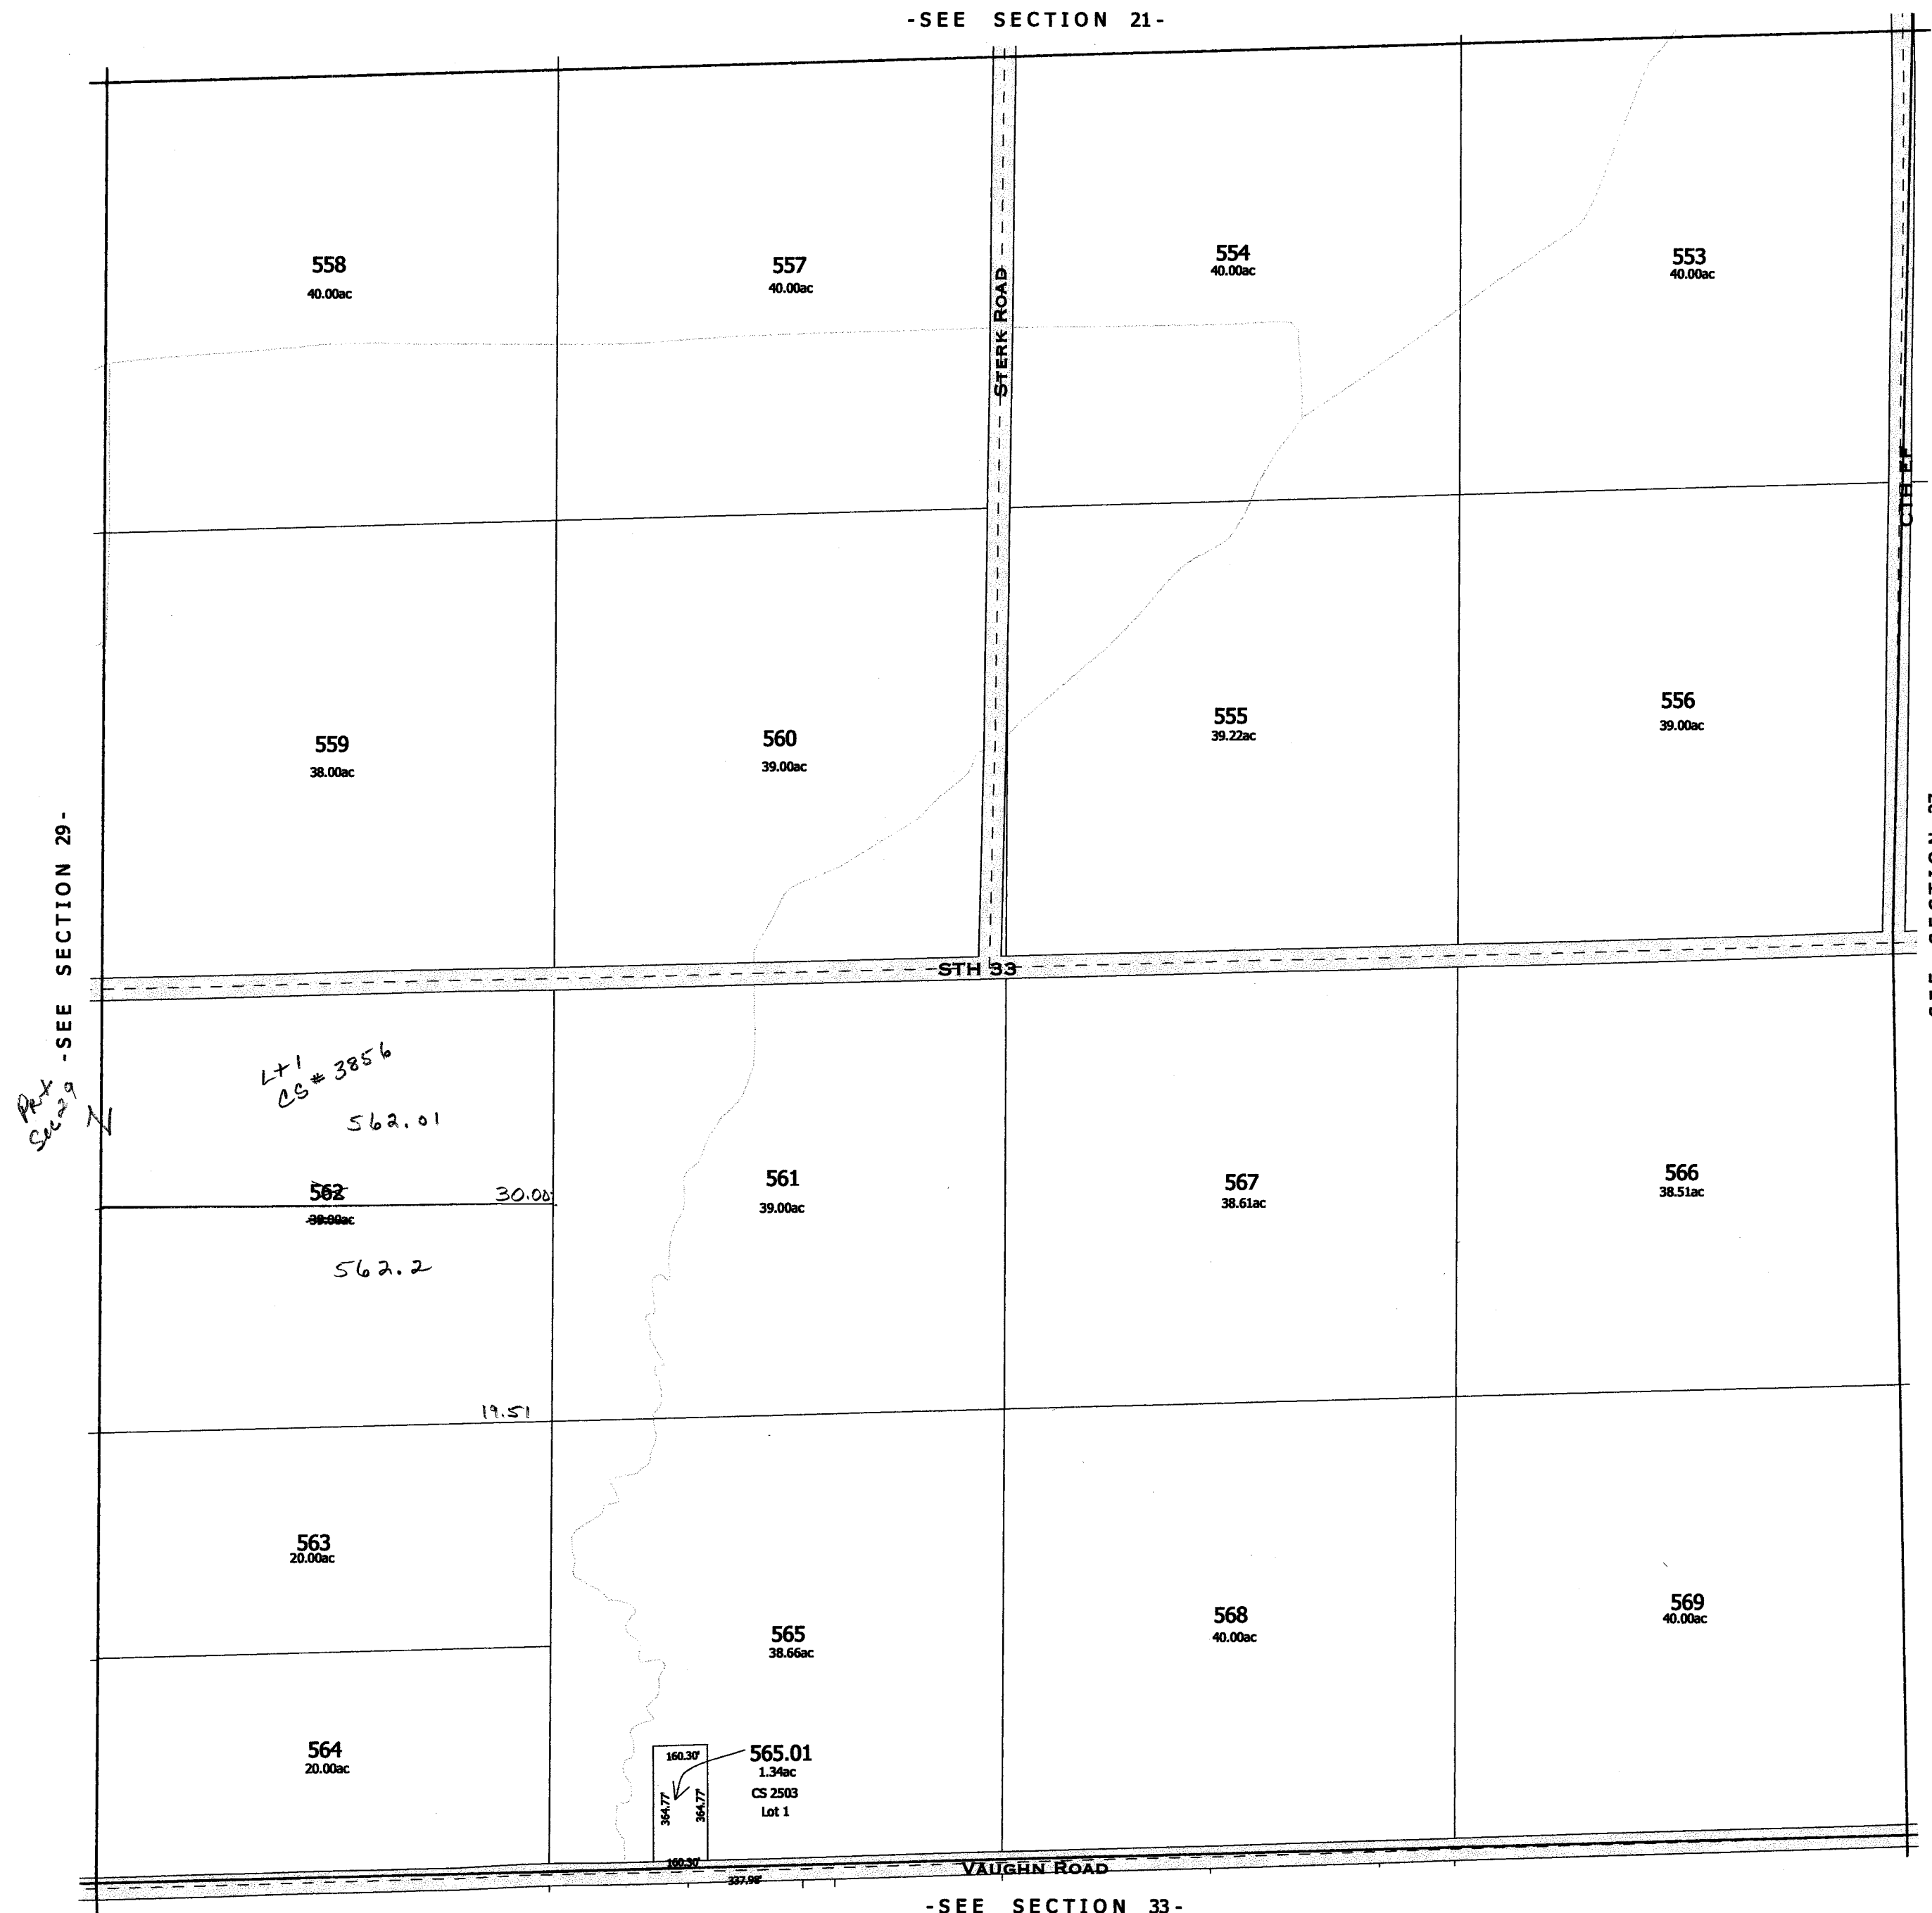 -SEE SECTION 21-
558
40.00ac
557
40.00ac
554
40.00ac
553
40.00ac
STERK ROAD
559
38.00ac
560
39.00ac
555
39.22ac
556
39.00ac
-SEE SECTION 29-
STH 33
Lt 1
CS # 3856
562.01
562
30.00
39.00ac
562.2
561
39.00ac
567
38.61ac
566
38.51ac
19.51
563
20.00ac
565
38.66ac
568
40.00ac
569
40.00ac
564
20.00ac
160.30'
364.77'
364.77'
160.30'
565.01
1.34ac
CS 2503
Lot 1
VAUGHN ROAD
337.98'
-SEE SECTION 33-